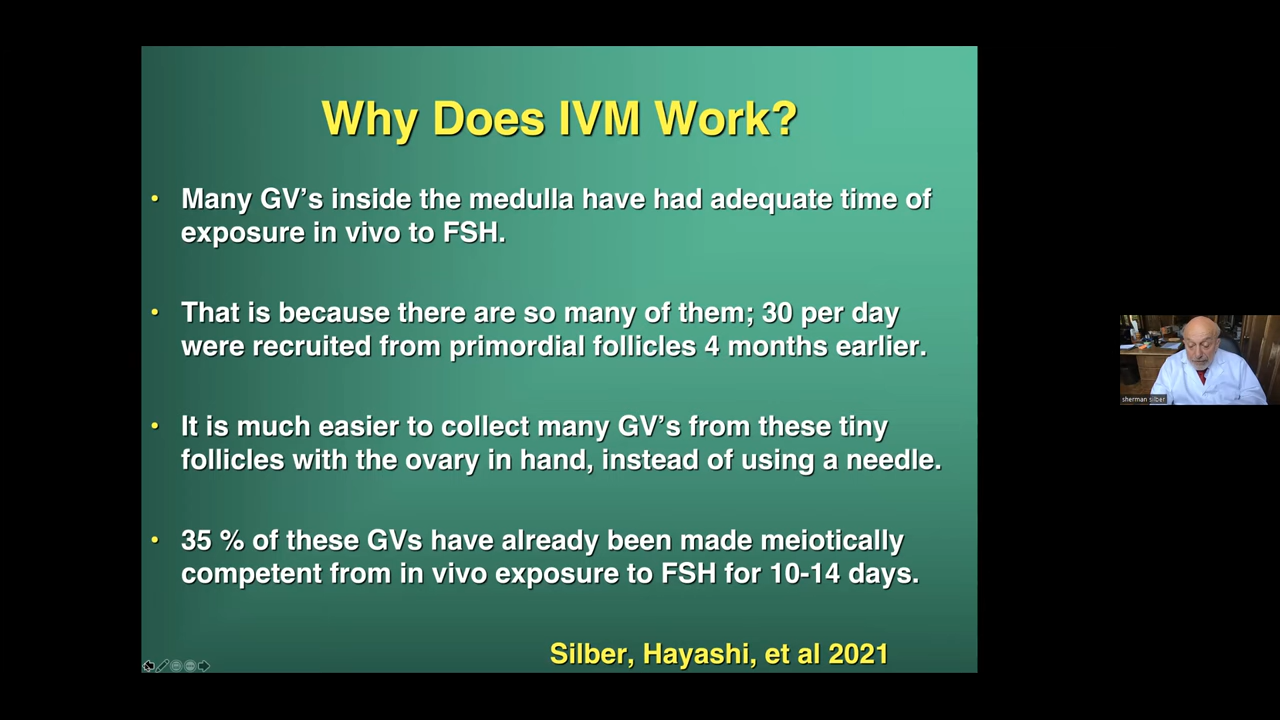 Why Does IVM Work?
• Many GV's inside the medulla have had adequate time of
exposure in vivo to FSH.
• That is because there are so many of them; 30 per day
were recruited from primordial follicles 4 months earlier.
• It is much easier to collect many GV's from these tiny
follicles with the ovary in hand, instead of using a needle.
• 35 % of these GVs have already been made meiotically
competent from in vivo exposure to FSH for 10-14 days.
Silber, Hayashi, et al 2021
sherman silber